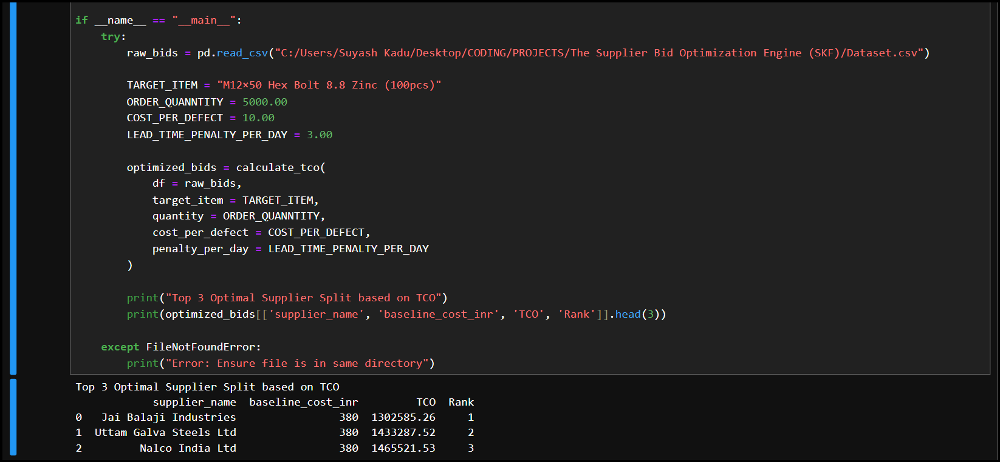 if __name__ == "__main__":
    try:
        raw_bids = pd.read_csv("C:/Users/Suyash Kadu/Desktop/CODING/PROJECTS/The Supplier Bid Optimization Engine (SKF)/Dataset.csv")

        TARGET_ITEM = "M12×50 Hex Bolt 8.8 Zinc (100pcs)"
        ORDER_QUANNTITY = 5000.00
        COST_PER_DEFECT = 10.00
        LEAD_TIME_PENALTY_PER_DAY = 3.00

        optimized_bids = calculate_tco(
            df = raw_bids,
            target_item = TARGET_ITEM,
            quantity = ORDER_QUANNTITY,
            cost_per_defect = COST_PER_DEFECT,
            penalty_per_day = LEAD_TIME_PENALTY_PER_DAY
        )

        print("Top 3 Optimal Supplier Split based on TCO")
        print(optimized_bids[['supplier_name', 'baseline_cost_inr', 'TCO', 'Rank']].head(3))

    except FileNotFoundError:
        print("Error: Ensure file is in same directory")
Top 3 Optimal Supplier Split based on TCO
            supplier_name  baseline_cost_inr         TCO  Rank
0   Jai Balaji Industries                380  1302585.26     1
1  Uttam Galva Steels Ltd                380  1433287.52     2
2         Nalco India Ltd                380  1465521.53     3